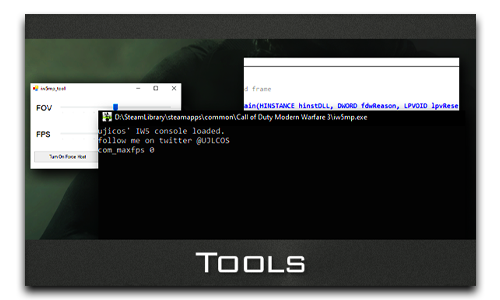 iw5mp_tool
FOV
FPS
Turn On Force Host
d frame
ain(HINSTANCE hinstDLL, DWORD fdwReason, LPVOID lpvRese
D:\SteamLibrary\steamapps\common\Call of Duty Modern Warfare 3\iw5mp.exe
ujicos' IW5 console loaded.
follow me on twitter @UJLCOS
com_maxfps 0
Tools